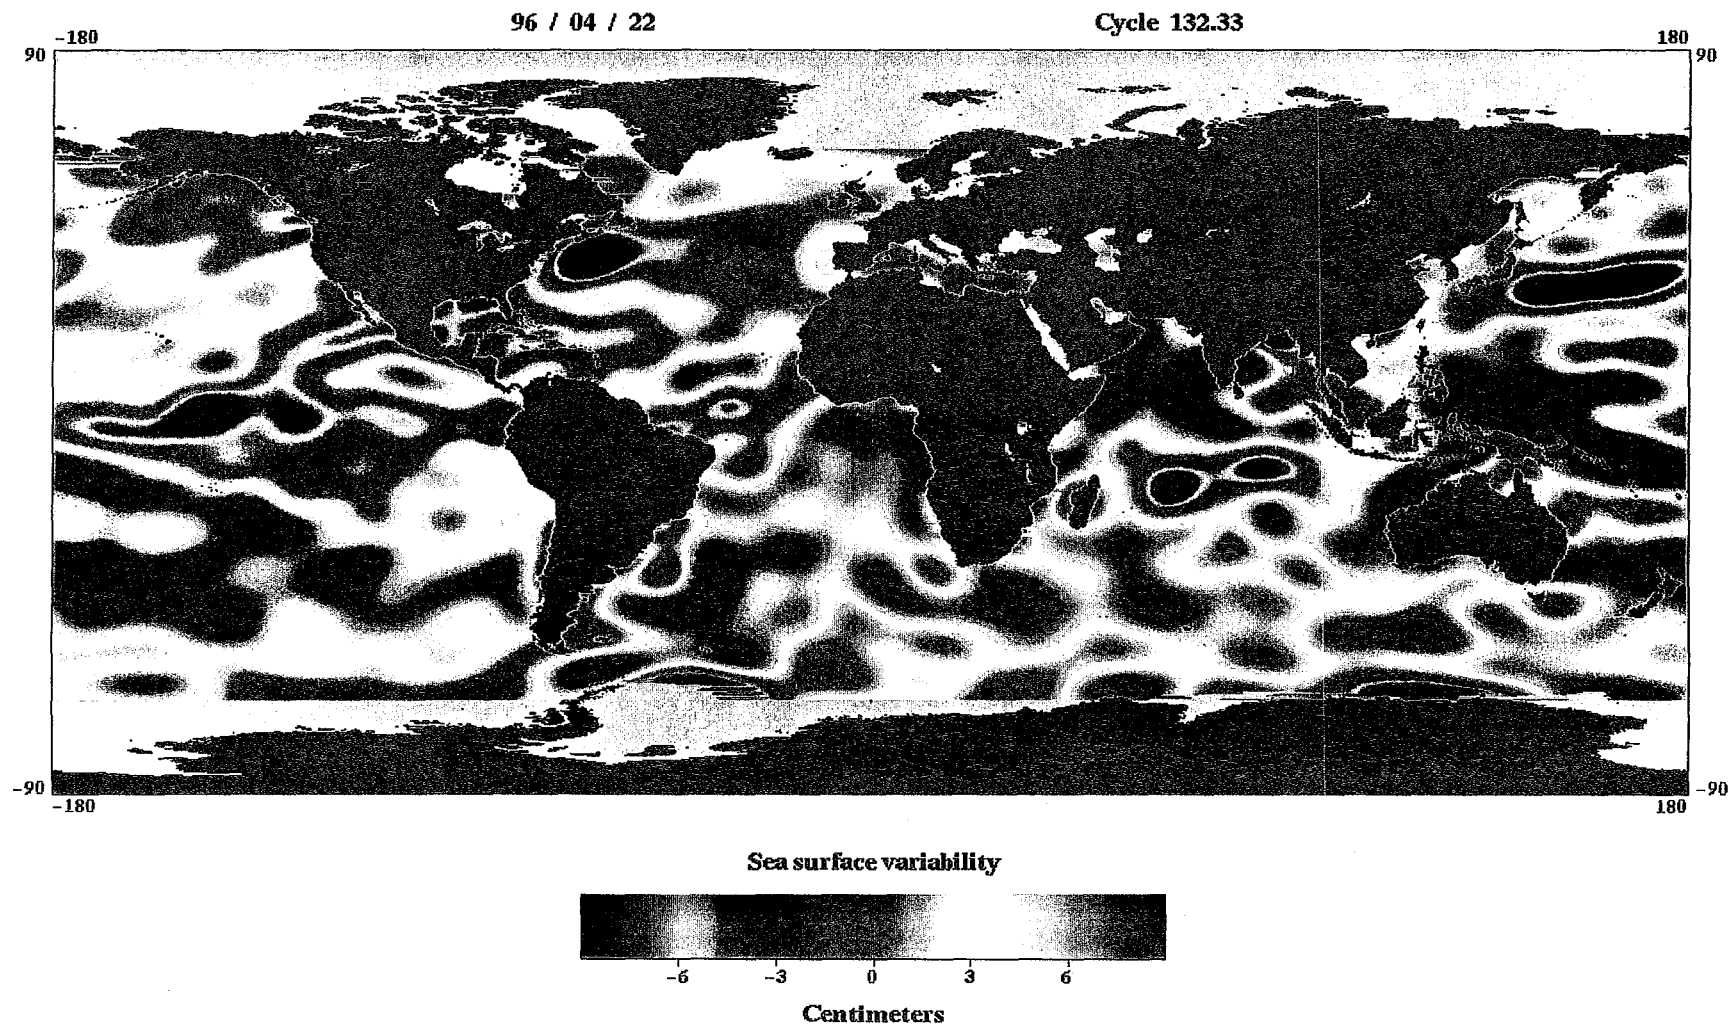 96 / 04 / 22 Cycle 132.33
-180 180
90 90
-90 -90
-180 180
Sea surface variability
-6 -3 0 3 6
Centimeters